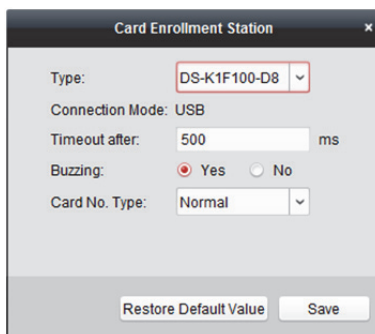 Card Enrollment Station ×
Type: DS-K1F100-D8
Connection Mode: USB
Timeout after: 500 ms
Buzzing: Yes No
Card No. Type: Normal
Restore Default Value Save